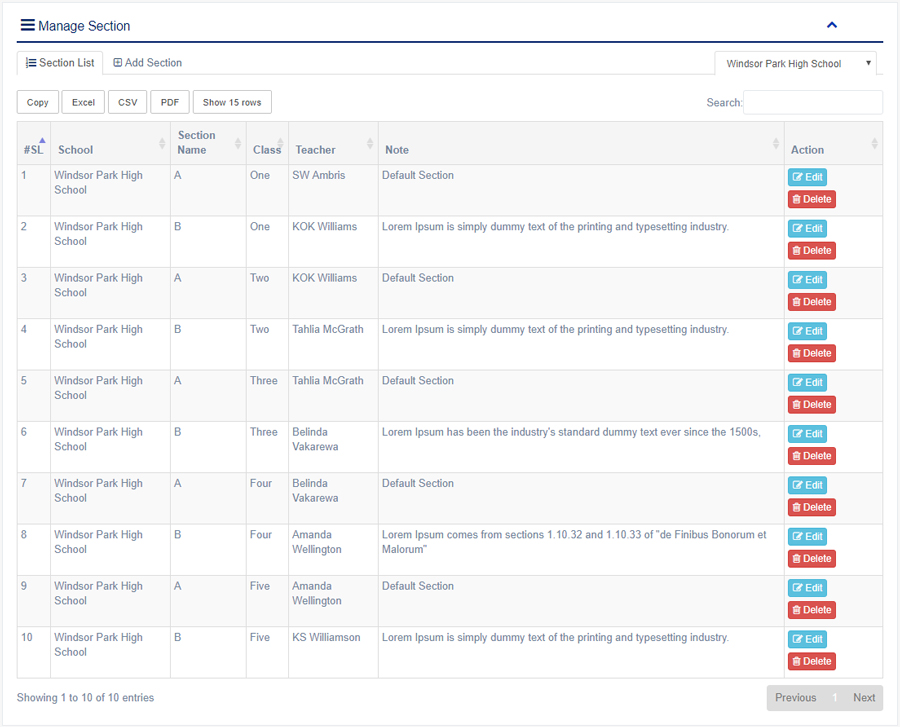 Manage Section
Section List Add Section Windsor Park High School
Copy Excel CSV PDF Show 15 rows Search:
#SL School Section Name Class Teacher Note Action
1 Windsor Park High School A One SW Ambris Default Section Edit Delete
2 Windsor Park High School B One KOK Williams Lorem Ipsum is simply dummy text of the printing and typesetting industry. Edit Delete
3 Windsor Park High School A Two KOK Williams Default Section Edit Delete
4 Windsor Park High School B Two Tahlia McGrath Lorem Ipsum is simply dummy text of the printing and typesetting industry. Edit Delete
5 Windsor Park High School A Three Tahlia McGrath Default Section Edit Delete
6 Windsor Park High School B Three Belinda Vakarewa Lorem Ipsum has been the industry's standard dummy text ever since the 1500s, Edit Delete
7 Windsor Park High School A Four Belinda Vakarewa Default Section Edit Delete
8 Windsor Park High School B Four Amanda Wellington Lorem Ipsum comes from sections 1.10.32 and 1.10.33 of "de Finibus Bonorum et Malorum" Edit Delete
9 Windsor Park High School A Five Amanda Wellington Default Section Edit Delete
10 Windsor Park High School B Five KS Williamson Lorem Ipsum is simply dummy text of the printing and typesetting industry. Edit Delete
Showing 1 to 10 of 10 entries Previous 1 Next